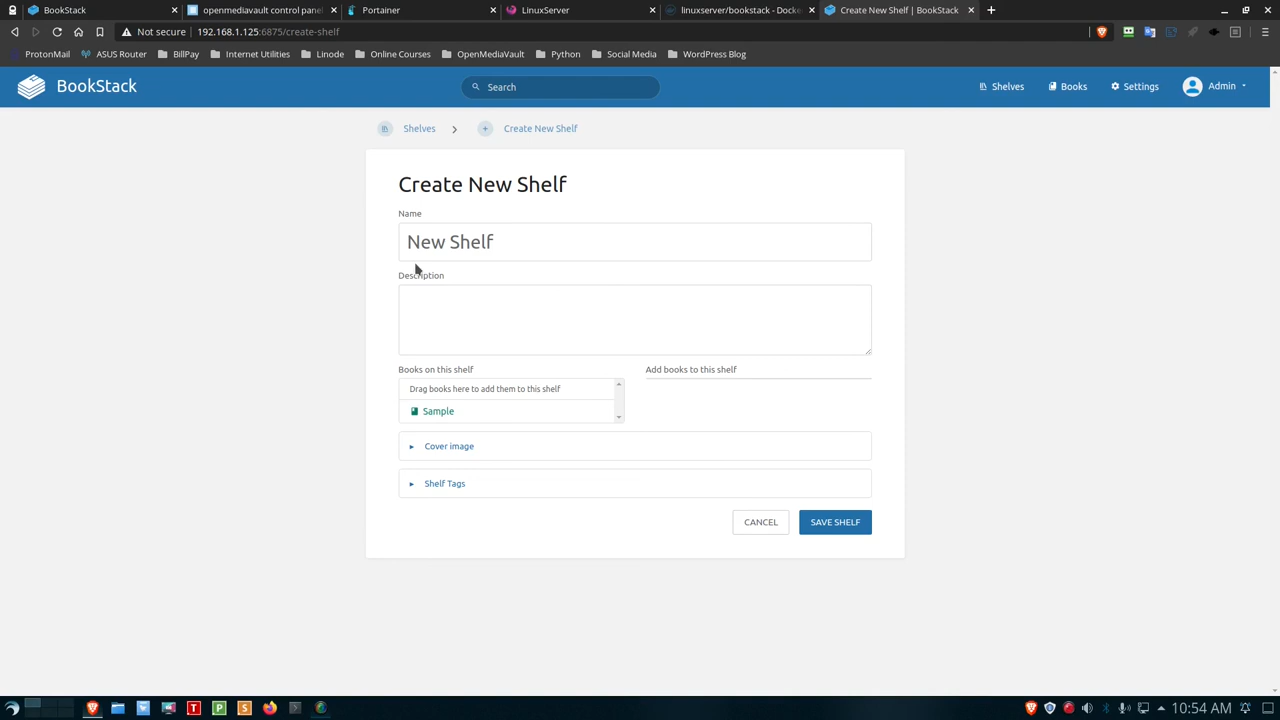 BookStack
openmediavault control panel
Portainer
LinuxServer
linuxserver/bookstack - Docke
Create New Shelf | BookStack
Not secure 192.168.1.125:6875/create-shelf
ProtonMail
ASUS Router
BillPay
Internet Utilities
Linode
Online Courses
OpenMediaVault
Python
Social Media
WordPress Blog
BookStack
Search
Shelves
Books
Settings
Admin
Shelves
Create New Shelf
Create New Shelf
Name
New Shelf
Description
Books on this shelf
Add books to this shelf
Drag books here to add them to this shelf
Sample
Cover image
Shelf Tags
CANCEL
SAVE SHELF
T
P
S
10:54 AM